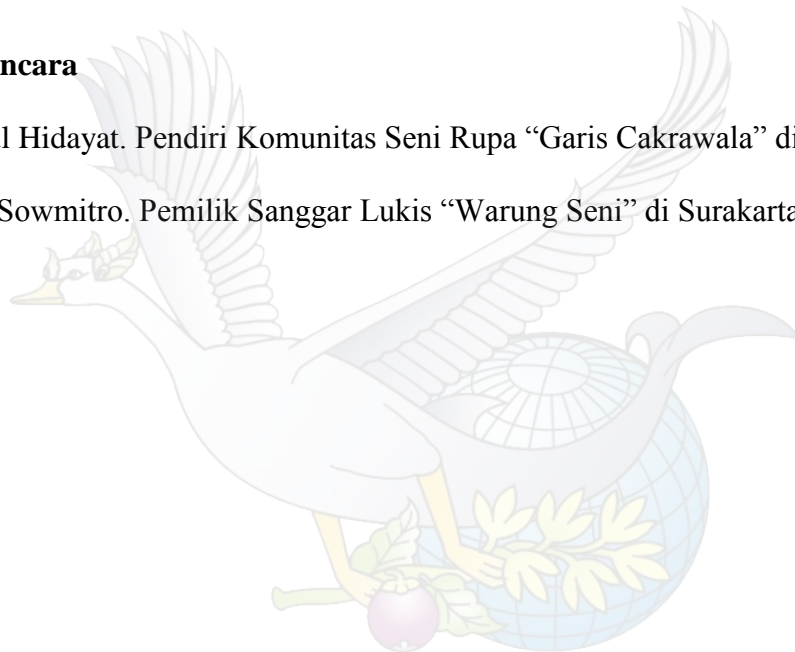 ncara
l Hidayat. Pendiri Komunitas Seni Rupa “Garis Cakrawala” di
Sowmitro. Pemilik Sanggar Lukis “Warung Seni” di Surakarta